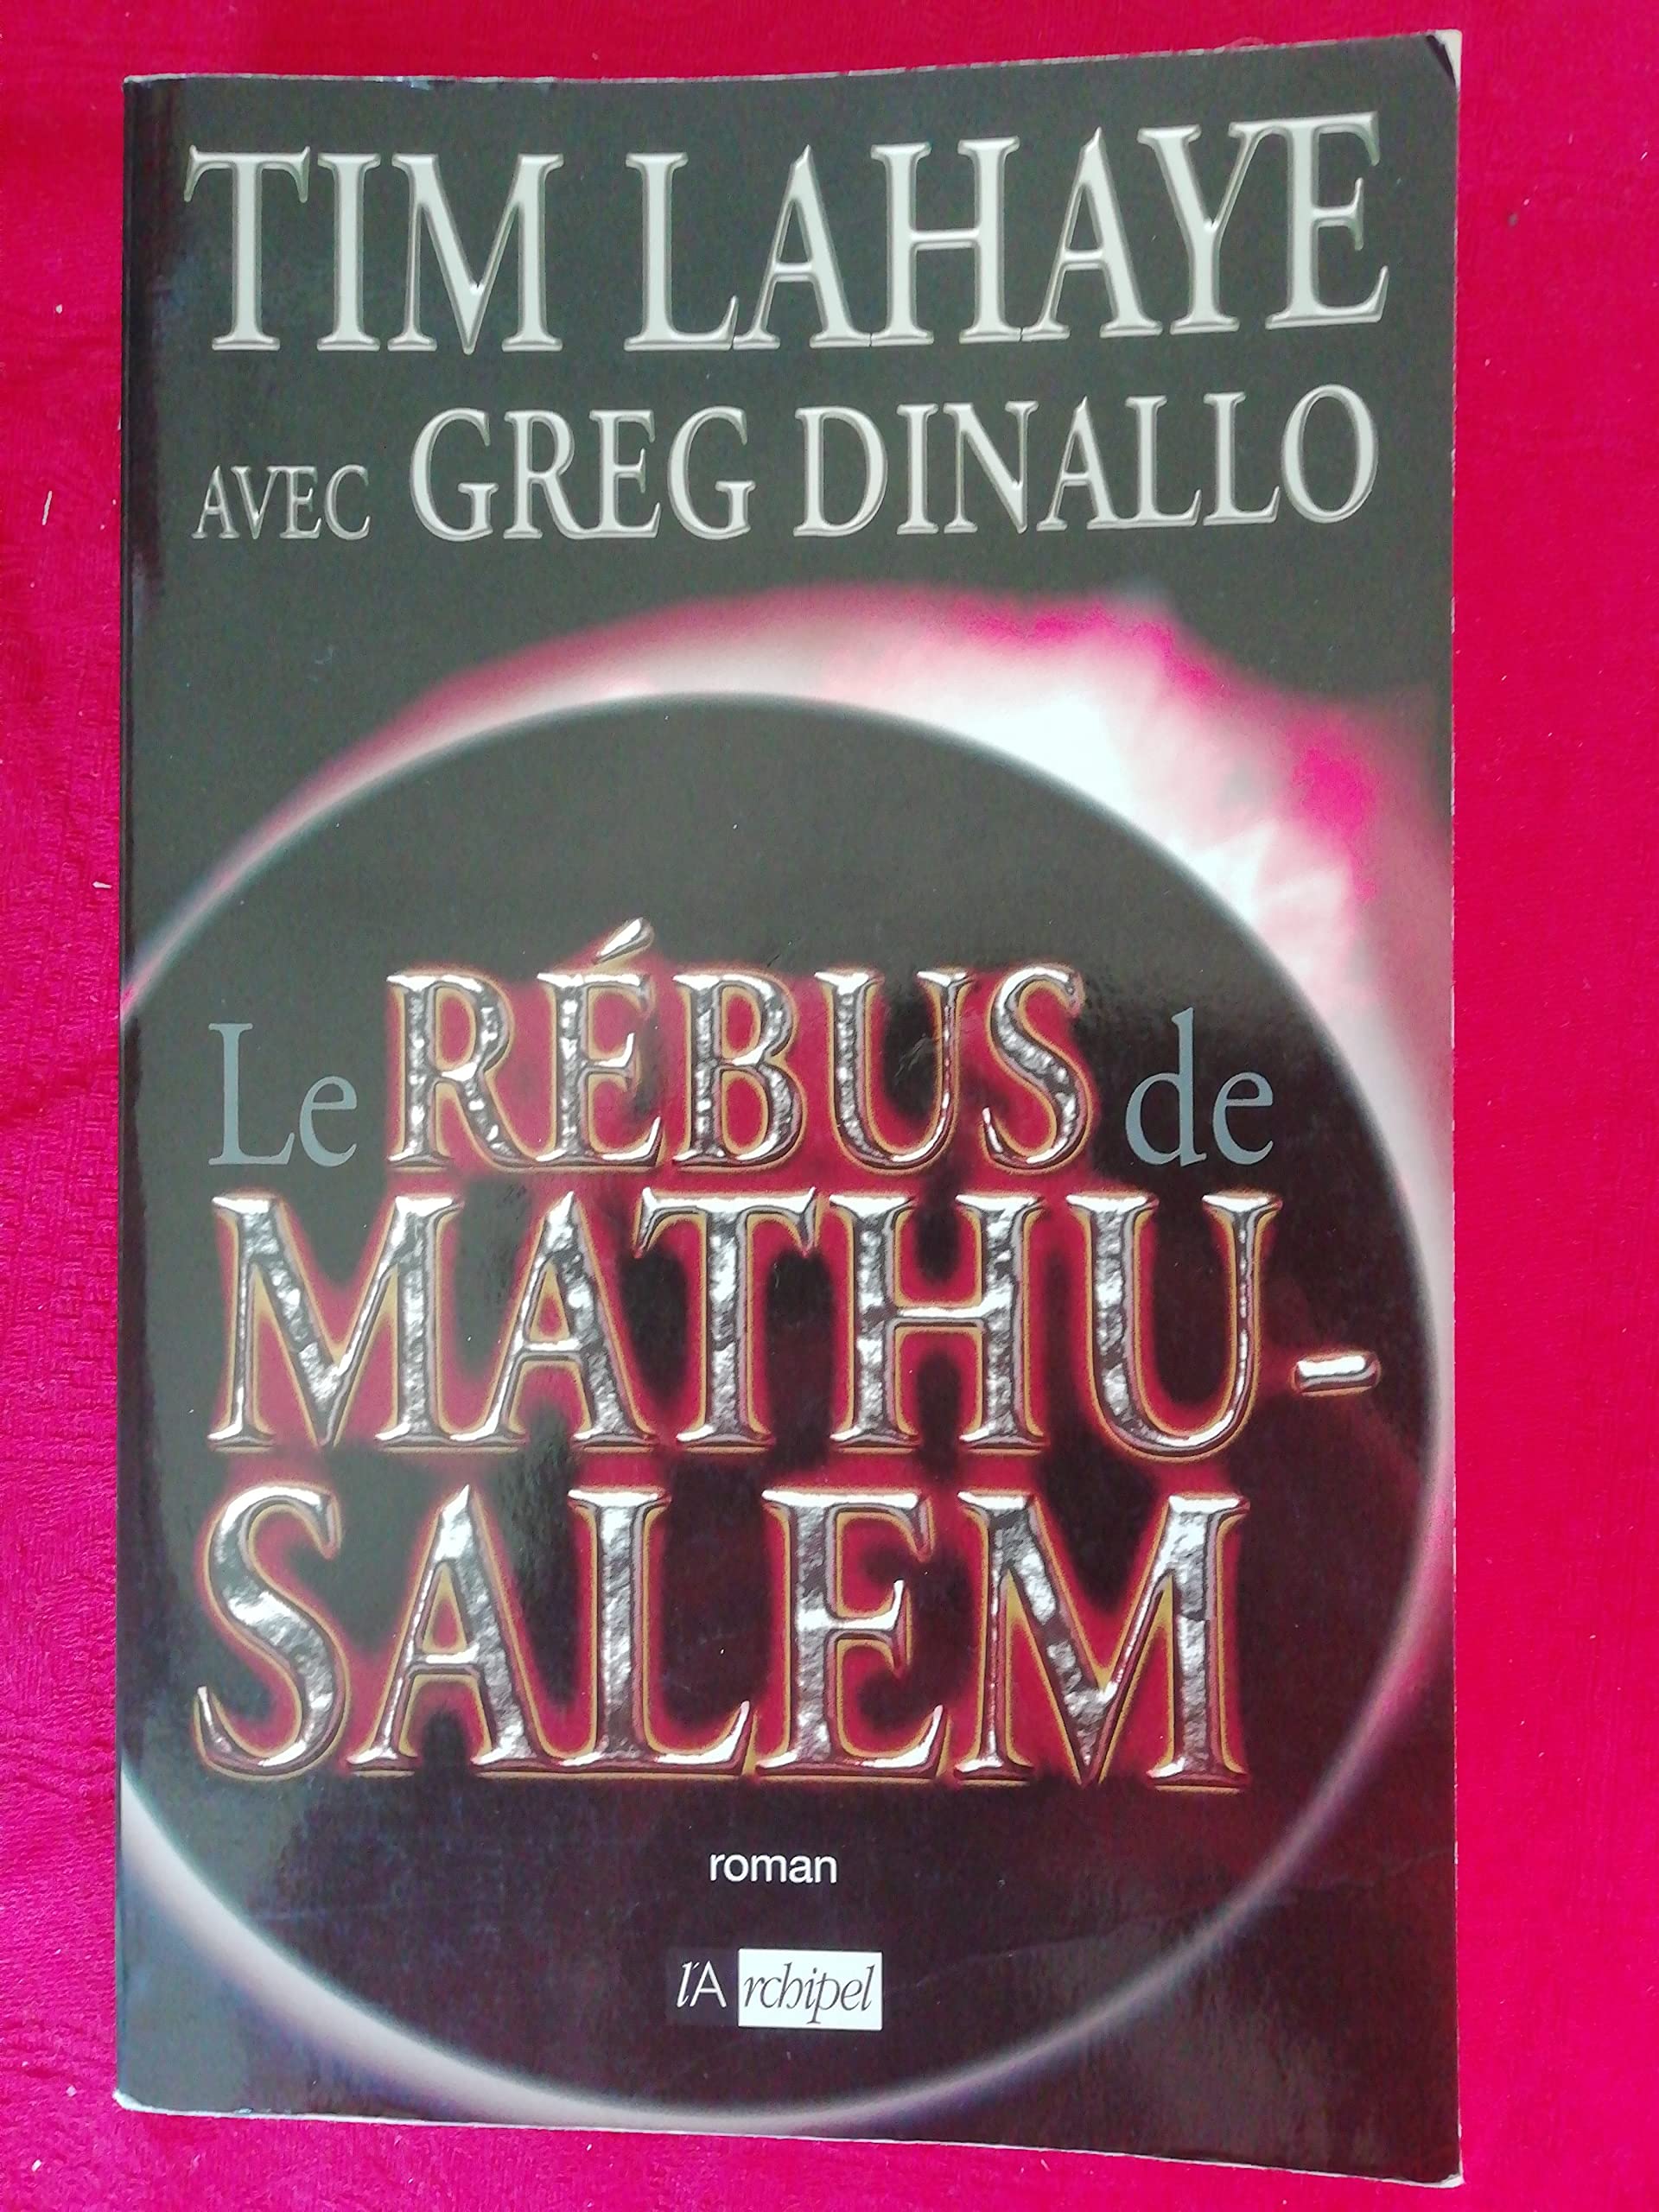 TIM LAHAYE
AVEC GREG DINALLO
Le RÉBUS de
MATHU-
SALEM
roman
l'Archipel